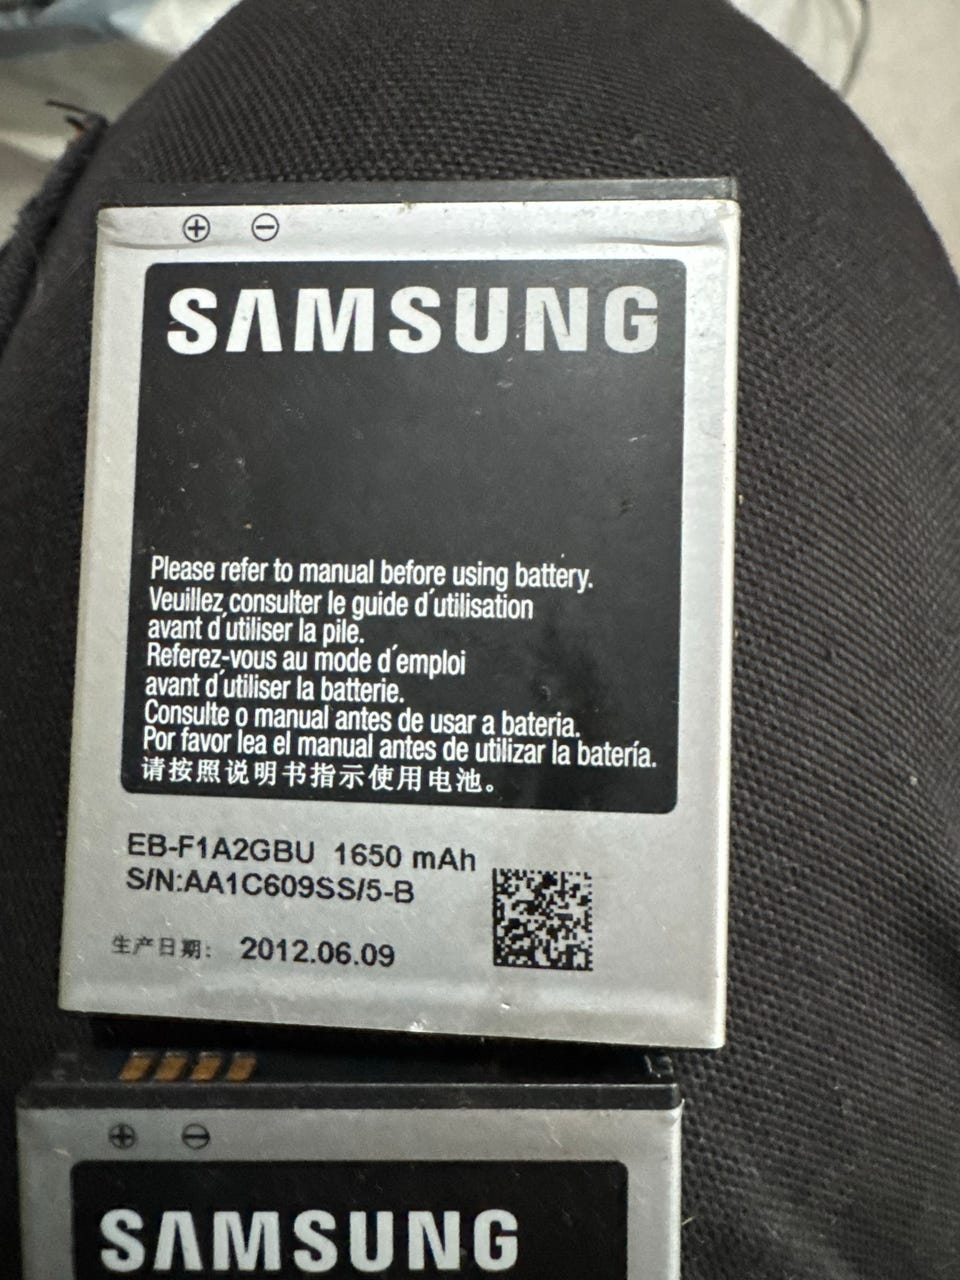 SAMSUNG
Please refer to manual before using battery.
Veuillez consulter le guide d'utilisation
avant d'utiliser la pile.
Referez-vous au mode d'emploi
avant d'utiliser la batterie.
Consulte o manual antes de usar a bateria.
Por favor lea el manual antes de utilizar la batería.
请按照说明书指示使用电池。
EB-F1A2GBU 1650 mAh
S/N:AA1C609SS/5-B
生产日期: 2012.06.09
SAMSUNG